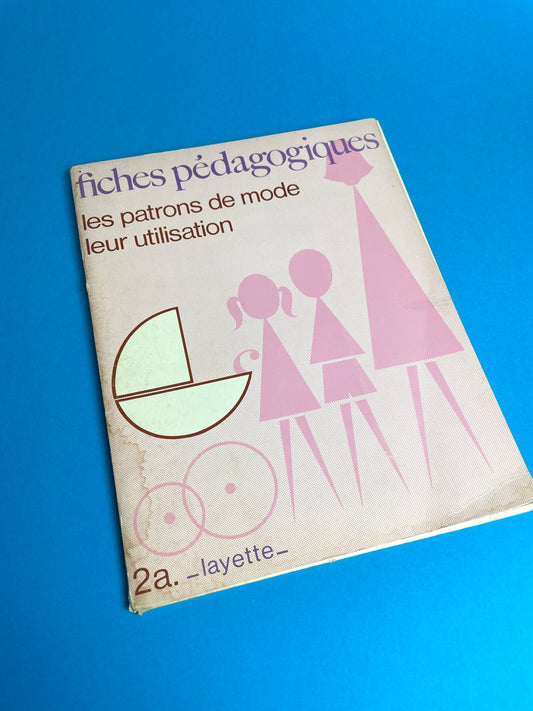 fiches pédagogiques
les patrons de mode
leur utilisation
2a. –layette–